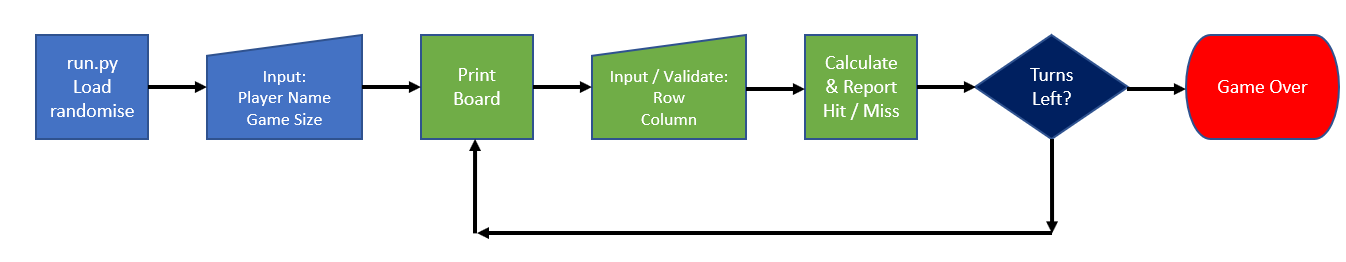 run.py
Load
randomise
Input:
Player Name
Game Size
Print
Board
Input / Validate:
Row
Column
Calculate
& Report
Hit / Miss
Turns
Left?
Game Over